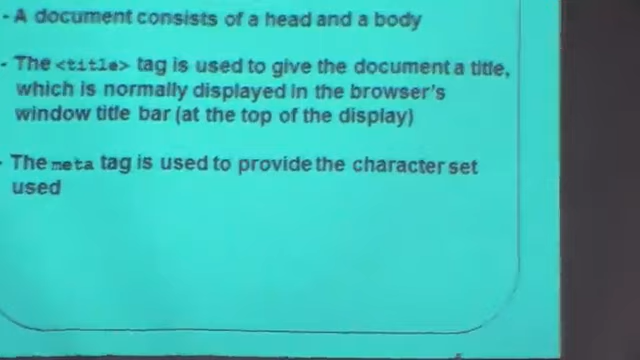 - A document consists of a head and a body
- The <title> tag is used to give the document a title,
which is normally displayed in the browser's
window title bar (at the top of the display)
- The meta tag is used to provide the character set
used